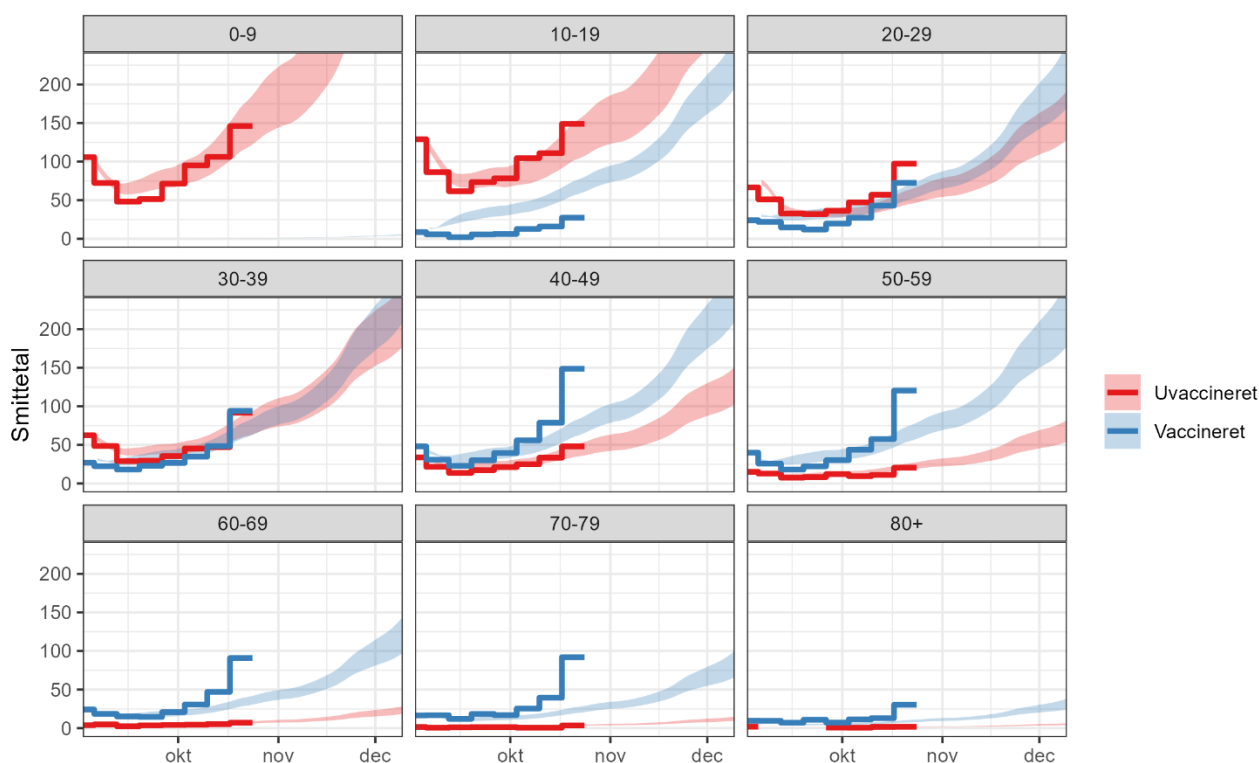 0-9 10-19 20-29
200
150
100
50
0
30-39 40-49 50-59
200
150
100
50
0
Smittetal
Uvaccineret
Vaccineret
60-69 70-79 80+
200
150
100
50
0
okt nov dec okt nov dec okt nov dec